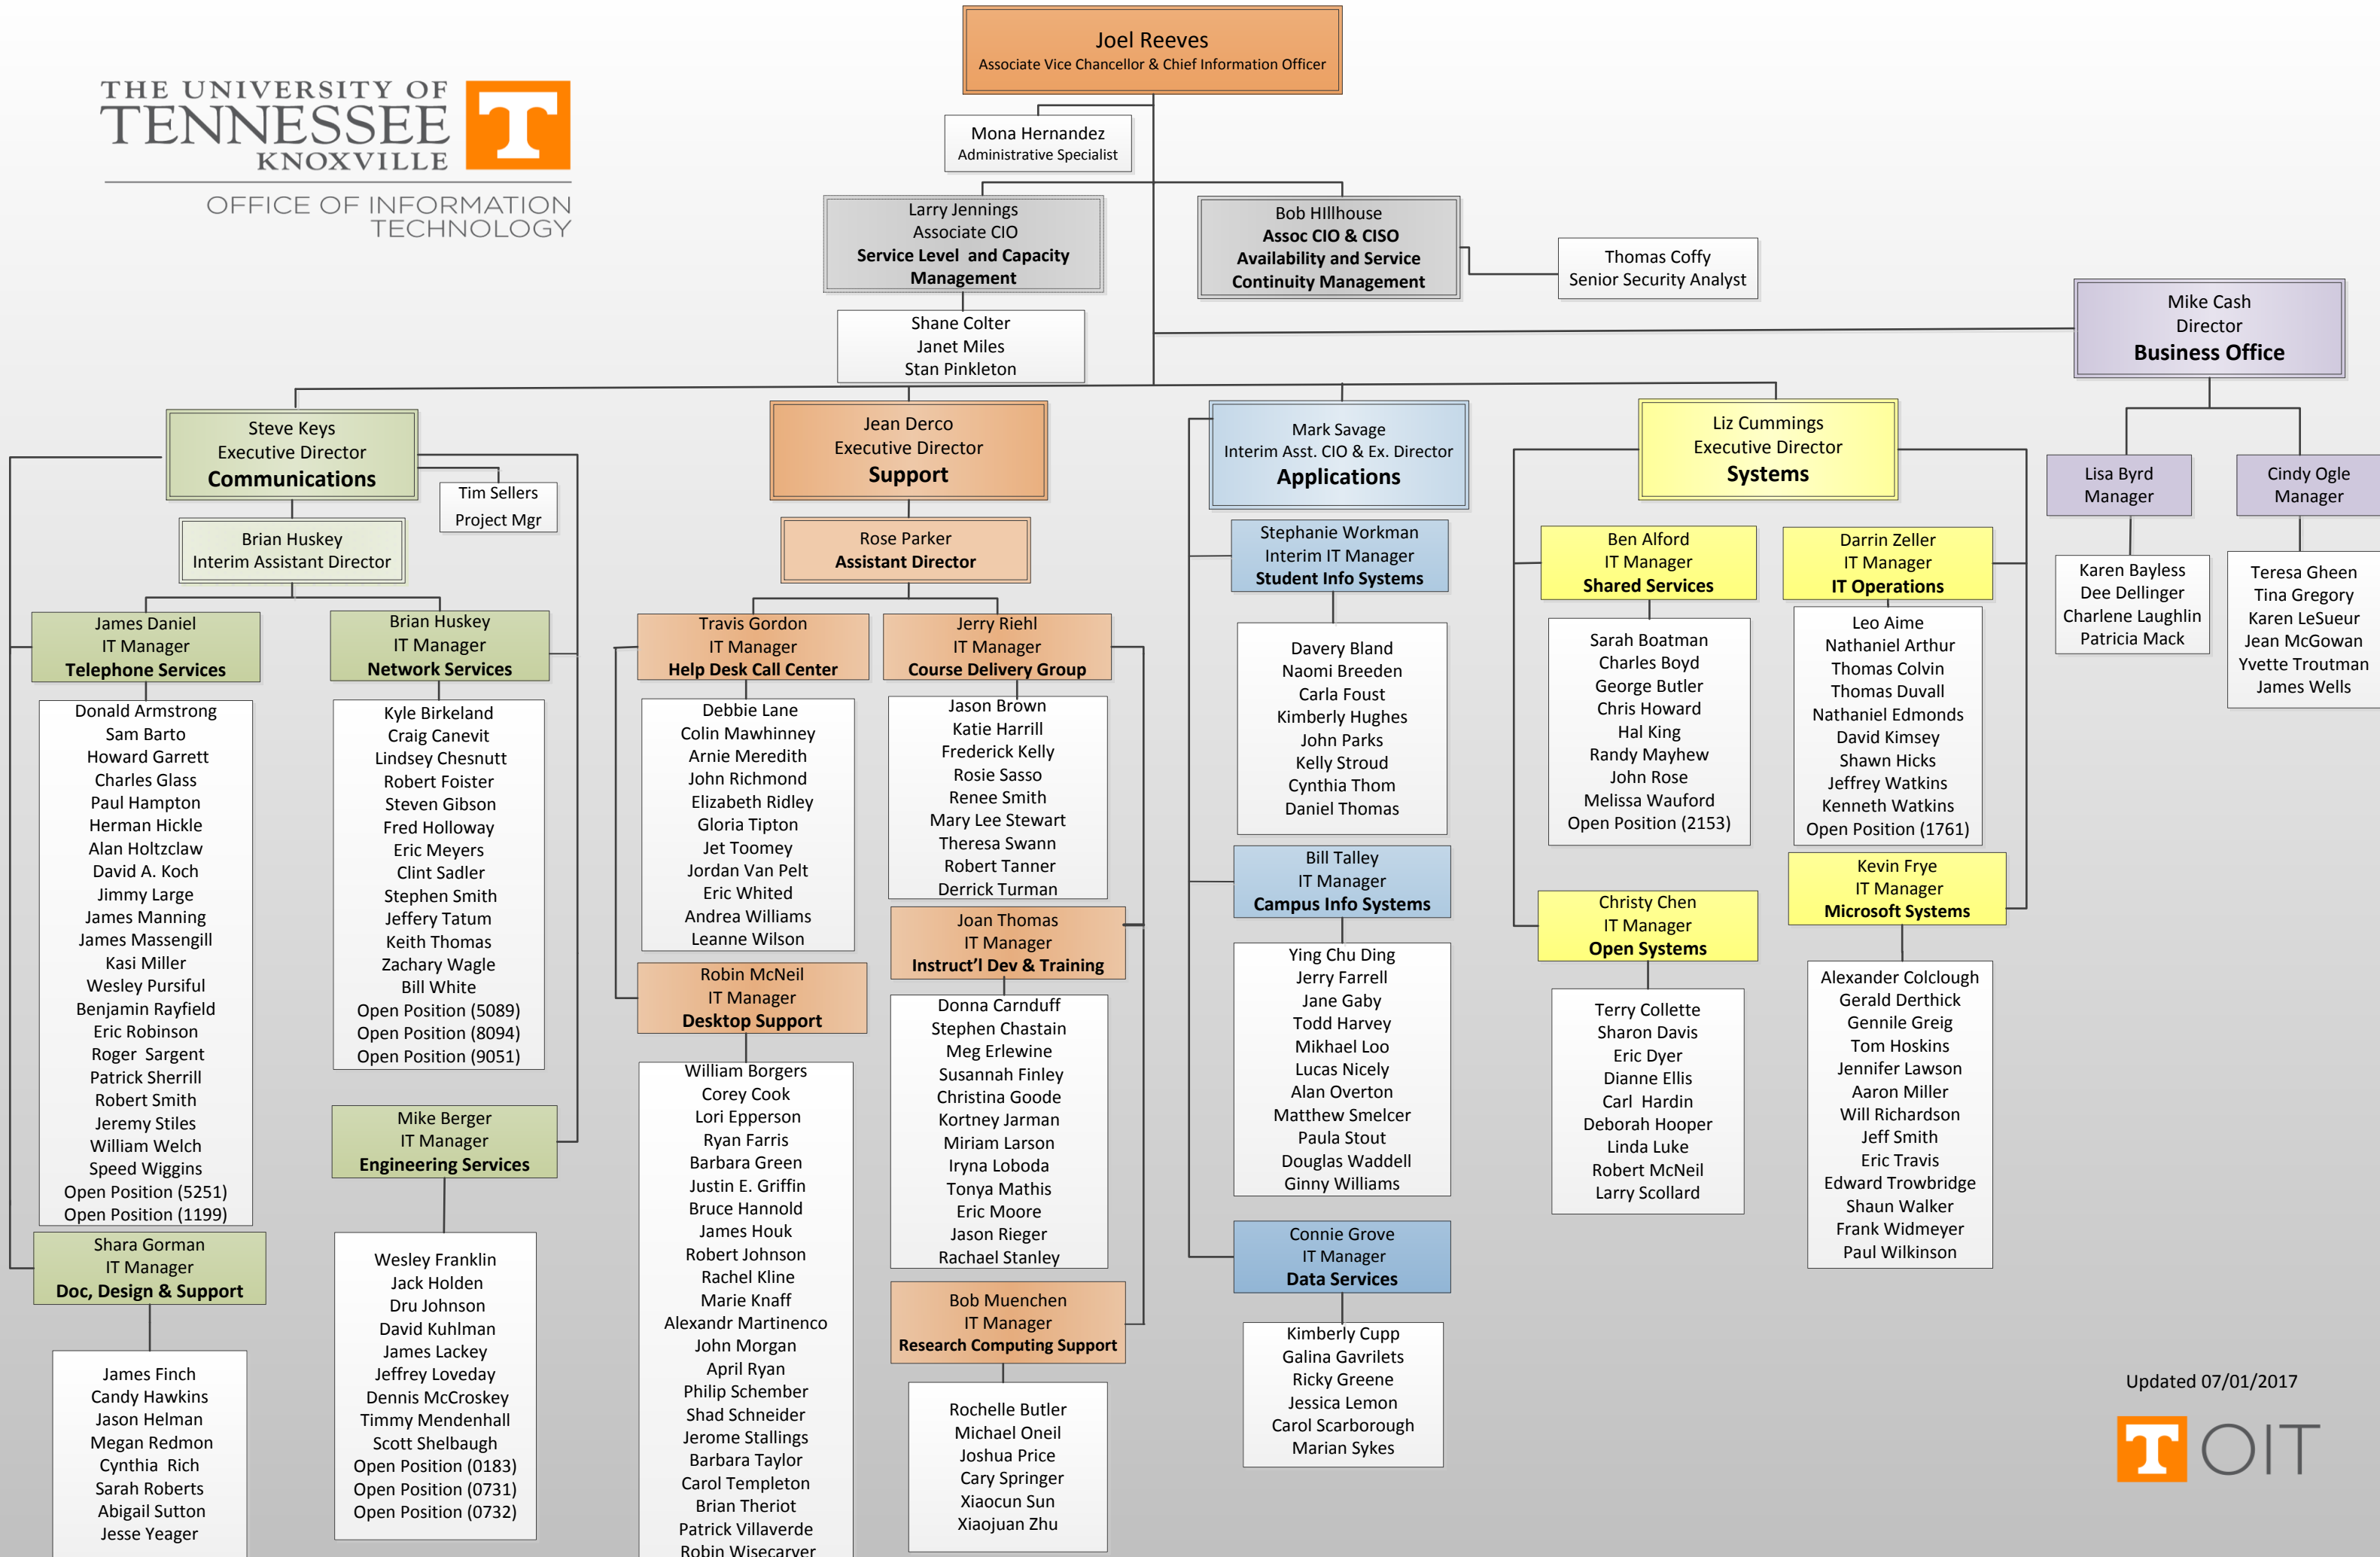 THE UNIVERSITY OF
TENNESSEE
KNOXVILLE
T
OFFICE OF INFORMATION
TECHNOLOGY
Joel Reeves
Associate Vice Chancellor & Chief Information Officer
Mona Hernandez
Administrative Specialist
Larry Jennings
Associate CIO
Service Level and Capacity
Management
Shane Colter
Janet Miles
Stan Pinkleton
Bob HIllhouse
Assoc CIO & CISO
Availability and Service
Continuity Management
Thomas Coffy
Senior Security Analyst
Mike Cash
Director
Business Office
Lisa Byrd
Manager
Karen Bayless
Dee Dellinger
Charlene Laughlin
Patricia Mack
Cindy Ogle
Manager
Teresa Gheen
Tina Gregory
Karen LeSueur
Jean McGowan
Yvette Troutman
James Wells
Steve Keys
Executive Director
Communications
Tim Sellers
Project Mgr
Brian Huskey
Interim Assistant Director
James Daniel
IT Manager
Telephone Services
Donald Armstrong
Sam Barto
Howard Garrett
Charles Glass
Paul Hampton
Herman Hickle
Alan Holtzclaw
David A. Koch
Jimmy Large
James Manning
James Massengill
Kasi Miller
Wesley Pursiful
Benjamin Rayfield
Eric Robinson
Roger Sargent
Patrick Sherrill
Robert Smith
Jeremy Stiles
William Welch
Speed Wiggins
Open Position (5251)
Open Position (1199)
Shara Gorman
IT Manager
Doc, Design & Support
James Finch
Candy Hawkins
Jason Helman
Megan Redmon
Cynthia Rich
Sarah Roberts
Abigail Sutton
Jesse Yeager
Brian Huskey
IT Manager
Network Services
Kyle Birkeland
Craig Canevit
Lindsey Chesnutt
Robert Foister
Steven Gibson
Fred Holloway
Eric Meyers
Clint Sadler
Stephen Smith
Jeffery Tatum
Keith Thomas
Zachary Wagle
Bill White
Open Position (5089)
Open Position (8094)
Open Position (9051)
Mike Berger
IT Manager
Engineering Services
Wesley Franklin
Jack Holden
Dru Johnson
David Kuhlman
James Lackey
Jeffrey Loveday
Dennis McCroskey
Timmy Mendenhall
Scott Shelbaugh
Open Position (0183)
Open Position (0731)
Open Position (0732)
Jean Derco
Executive Director
Support
Rose Parker
Assistant Director
Travis Gordon
IT Manager
Help Desk Call Center
Debbie Lane
Colin Mawhinney
Arnie Meredith
John Richmond
Elizabeth Ridley
Gloria Tipton
Jet Toomey
Jordan Van Pelt
Eric Whited
Andrea Williams
Leanne Wilson
Robin McNeil
IT Manager
Desktop Support
William Borgers
Corey Cook
Lori Epperson
Ryan Farris
Barbara Green
Justin E. Griffin
Bruce Hannold
James Houk
Robert Johnson
Rachel Kline
Marie Knaff
Alexandr Martinenco
John Morgan
April Ryan
Philip Schember
Shad Schneider
Jerome Stallings
Barbara Taylor
Carol Templeton
Brian Theriot
Patrick Villaverde
Robin Wisecarver
Jerry Riehl
IT Manager
Course Delivery Group
Jason Brown
Katie Harrill
Frederick Kelly
Rosie Sasso
Renee Smith
Mary Lee Stewart
Theresa Swann
Robert Tanner
Derrick Turman
Joan Thomas
IT Manager
Instruct’l Dev & Training
Donna Carnduff
Stephen Chastain
Meg Erlewine
Susannah Finley
Christina Goode
Kortney Jarman
Miriam Larson
Iryna Loboda
Tonya Mathis
Eric Moore
Jason Rieger
Rachael Stanley
Bob Muenchen
IT Manager
Research Computing Support
Rochelle Butler
Michael Oneil
Joshua Price
Cary Springer
Xiaocun Sun
Xiaojuan Zhu
Mark Savage
Interim Asst. CIO & Ex. Director
Applications
Stephanie Workman
Interim IT Manager
Student Info Systems
Davery Bland
Naomi Breeden
Carla Foust
Kimberly Hughes
John Parks
Kelly Stroud
Cynthia Thom
Daniel Thomas
Bill Talley
IT Manager
Campus Info Systems
Ying Chu Ding
Jerry Farrell
Jane Gaby
Todd Harvey
Mikhael Loo
Lucas Nicely
Alan Overton
Matthew Smelcer
Paula Stout
Douglas Waddell
Ginny Williams
Connie Grove
IT Manager
Data Services
Kimberly Cupp
Galina Gavrilets
Ricky Greene
Jessica Lemon
Carol Scarborough
Marian Sykes
Liz Cummings
Executive Director
Systems
Ben Alford
IT Manager
Shared Services
Sarah Boatman
Charles Boyd
George Butler
Chris Howard
Hal King
Randy Mayhew
John Rose
Melissa Wauford
Open Position (2153)
Christy Chen
IT Manager
Open Systems
Terry Collette
Sharon Davis
Eric Dyer
Dianne Ellis
Carl Hardin
Deborah Hooper
Linda Luke
Robert McNeil
Larry Scollard
Darrin Zeller
IT Manager
IT Operations
Leo Aime
Nathaniel Arthur
Thomas Colvin
Thomas Duvall
Nathaniel Edmonds
David Kimsey
Shawn Hicks
Jeffrey Watkins
Kenneth Watkins
Open Position (1761)
Kevin Frye
IT Manager
Microsoft Systems
Alexander Colclough
Gerald Derthick
Gennile Greig
Tom Hoskins
Jennifer Lawson
Aaron Miller
Will Richardson
Jeff Smith
Eric Travis
Edward Trowbridge
Shaun Walker
Frank Widmeyer
Paul Wilkinson
Updated 07/01/2017
T OIT